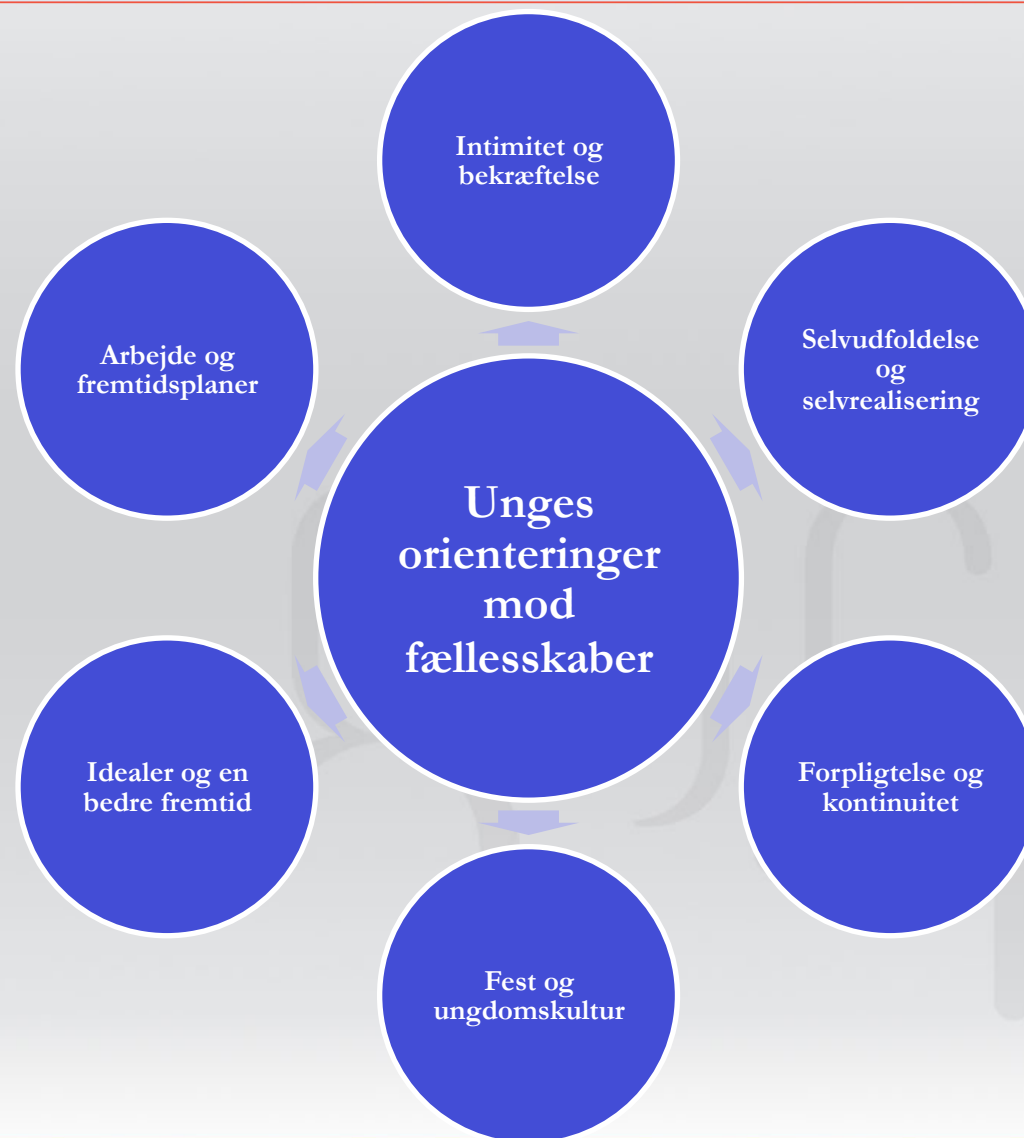 Intimitet og
bekræftelse
Selvudfoldelse
og
selvrealisering
Forpligtelse og
kontinuitet
Fest og
ungdomskultur
Idealer og en
bedre fremtid
Arbejde og
fremtidsplaner
Unges
orienteringer
mod
fællesskaber